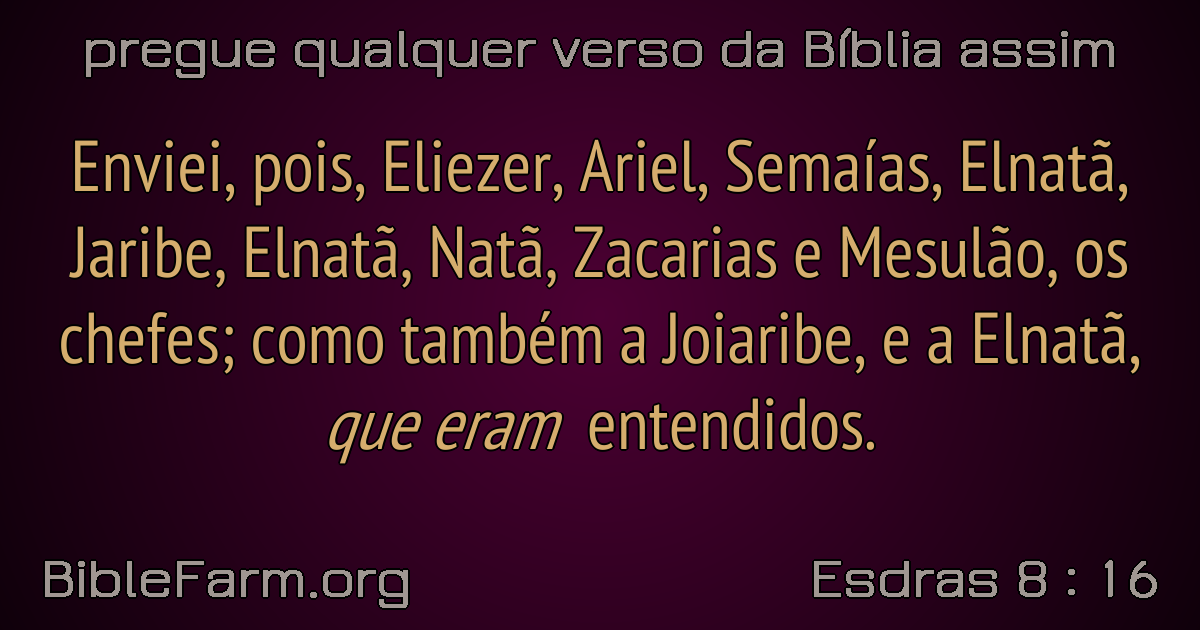 pregue qualquer verso da Bíblia assim
Enviei, pois, Eliezer, Ariel, Semaías, Elnatã,
Jaribe, Elnatã, Natã, Zacarias e Mesulão, os
chefes; como também a Joiaribe, e a Elnatã,
que eram entendidos.
BibleFarm.org
Esdras 8 : 16